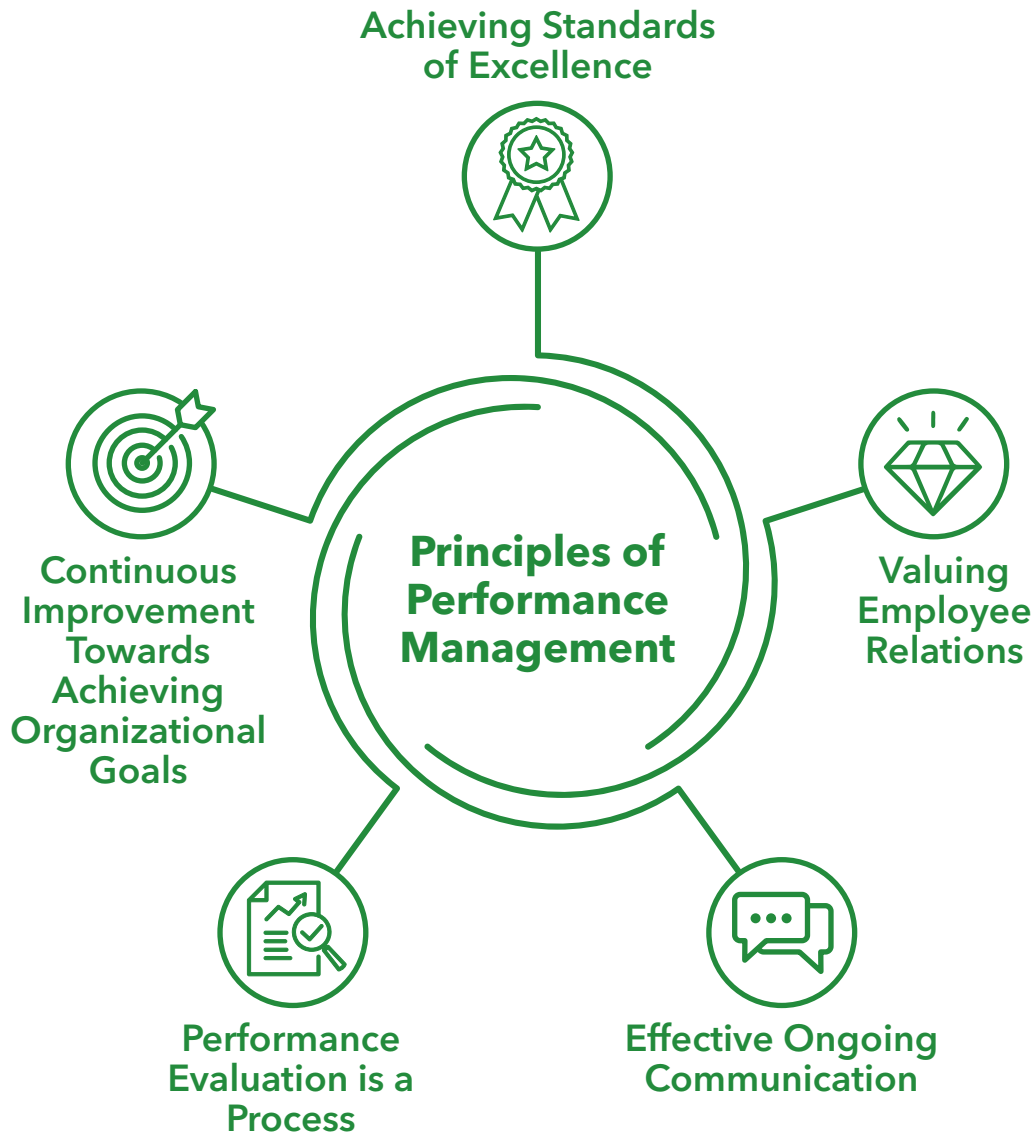 Achieving Standards
of Excellence
Principles of
Performance
Management
Valuing
Employee
Relations
Continuous
Improvement
Towards
Achieving
Organizational
Goals
Performance
Evaluation is a
Process
Effective Ongoing
Communication